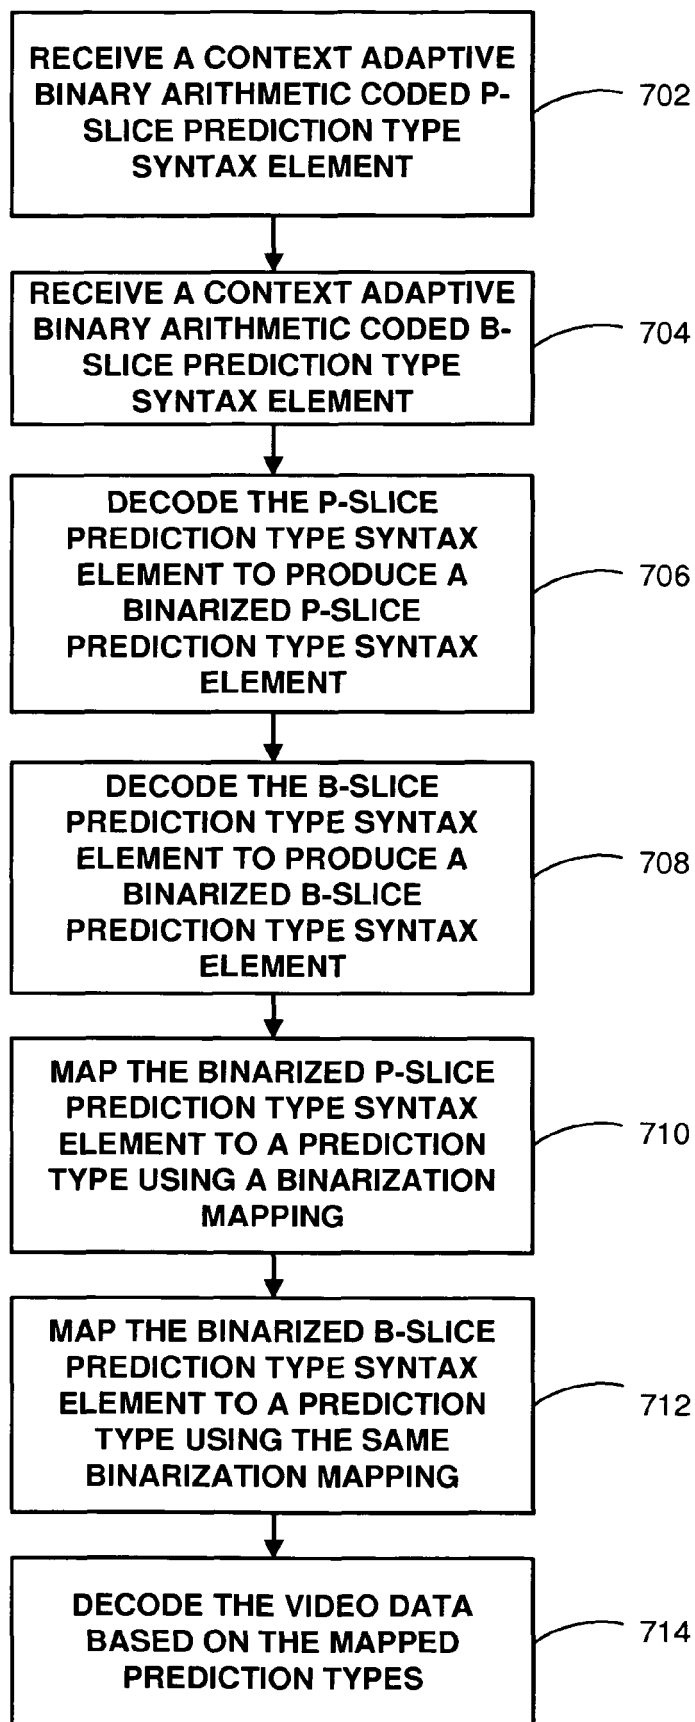 RECEIVE A CONTEXT ADAPTIVE
BINARY ARITHMETIC CODED P-
SLICE PREDICTION TYPE
SYNTAX ELEMENT
702
RECEIVE A CONTEXT ADAPTIVE
BINARY ARITHMETIC CODED B-
SLICE PREDICTION TYPE
SYNTAX ELEMENT
704
DECODE THE P-SLICE
PREDICTION TYPE SYNTAX
ELEMENT TO PRODUCE A
BINARIZED P-SLICE
PREDICTION TYPE SYNTAX
ELEMENT
706
DECODE THE B-SLICE
PREDICTION TYPE SYNTAX
ELEMENT TO PRODUCE A
BINARIZED B-SLICE
PREDICTION TYPE SYNTAX
ELEMENT
708
MAP THE BINARIZED P-SLICE
PREDICTION TYPE SYNTAX
ELEMENT TO A PREDICTION
TYPE USING A BINARIZATION
MAPPING
710
MAP THE BINARIZED B-SLICE
PREDICTION TYPE SYNTAX
ELEMENT TO A PREDICTION
TYPE USING THE SAME
BINARIZATION MAPPING
712
DECODE THE VIDEO DATA
BASED ON THE MAPPED
PREDICTION TYPES
714